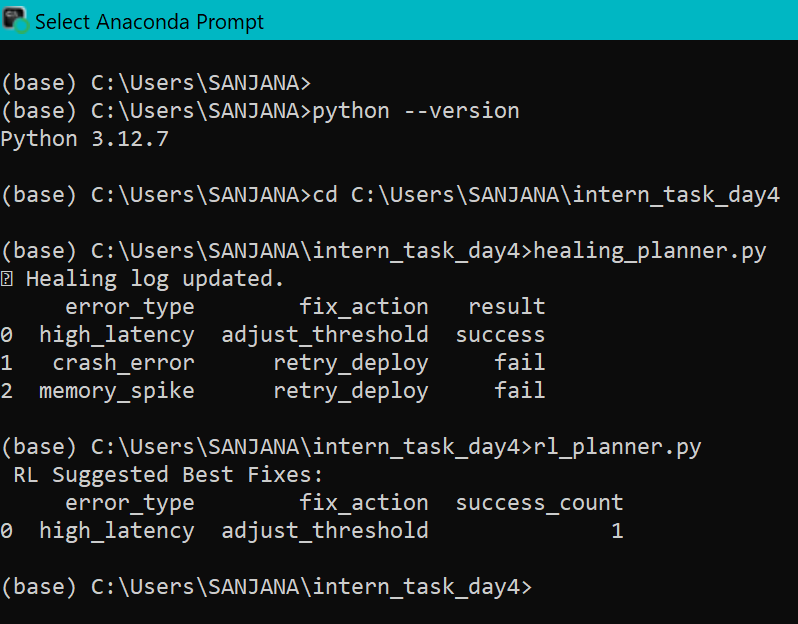 Select Anaconda Prompt
(base) C:\Users\SANJANA>
(base) C:\Users\SANJANA>python --version
Python 3.12.7
(base) C:\Users\SANJANA>cd C:\Users\SANJANA\intern_task_day4
(base) C:\Users\SANJANA\intern_task_day4>healing_planner.py
⍰ Healing log updated.
     error_type        fix_action   result
0  high_latency  adjust_threshold  success
1   crash_error      retry_deploy     fail
2  memory_spike      retry_deploy     fail
(base) C:\Users\SANJANA\intern_task_day4>rl_planner.py
 RL Suggested Best Fixes:
     error_type        fix_action  success_count
0  high_latency  adjust_threshold              1
(base) C:\Users\SANJANA\intern_task_day4>